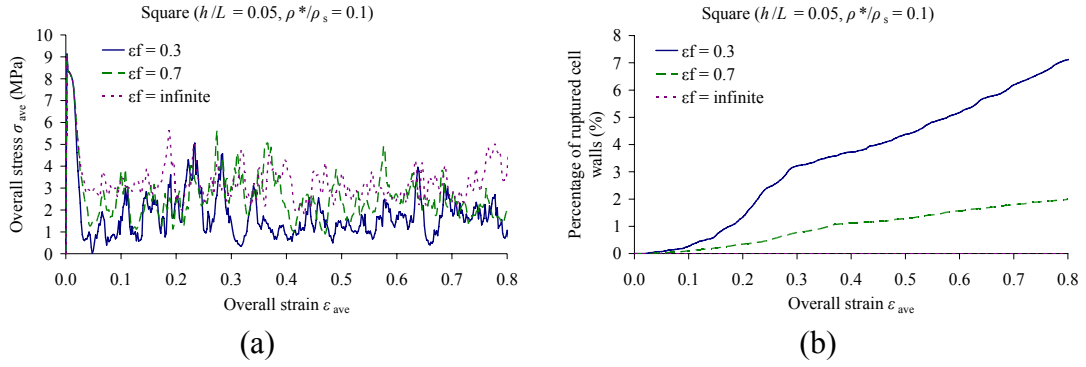 Square (h/L = 0.05, ρ*/ρs = 0.1)
Overall stress σave (MPa)
10
9
8
7
6
5
4
3
2
1
0
εf = 0.3
εf = 0.7
εf = infinite
0.0 0.1 0.2 0.3 0.4 0.5 0.6 0.7 0.8
Overall strain εave
(a)
Square (h/L = 0.05, ρ*/ρs = 0.1)
Percentage of ruptured cell
walls (%)
8
7
6
5
4
3
2
1
0
εf = 0.3
εf = 0.7
εf = infinite
0.0 0.1 0.2 0.3 0.4 0.5 0.6 0.7 0.8
Overall strain εave
(b)